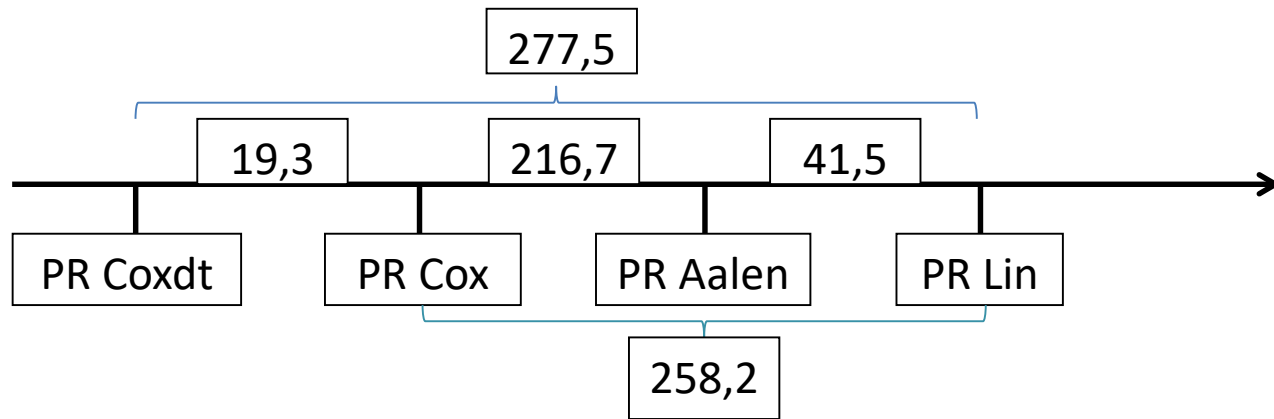 277,5
19,3
216,7
41,5
PR Coxdt
PR Cox
PR Aalen
PR Lin
258,2